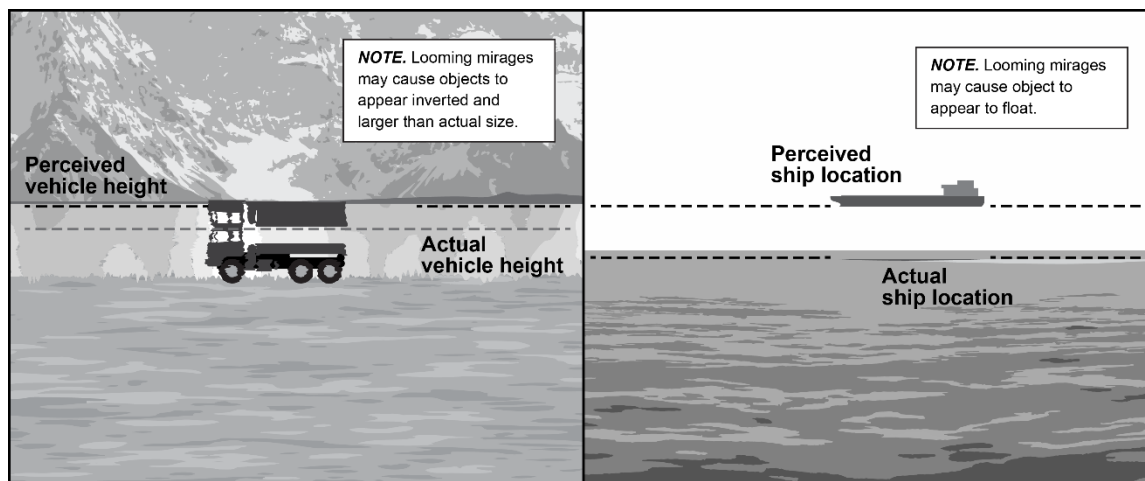 NOTE. Looming mirages
may cause objects to
appear inverted and
larger than actual size.
Perceived
vehicle height
Actual
vehicle height
NOTE. Looming mirages
may cause object to
appear to float.
Perceived
ship location
Actual
ship location